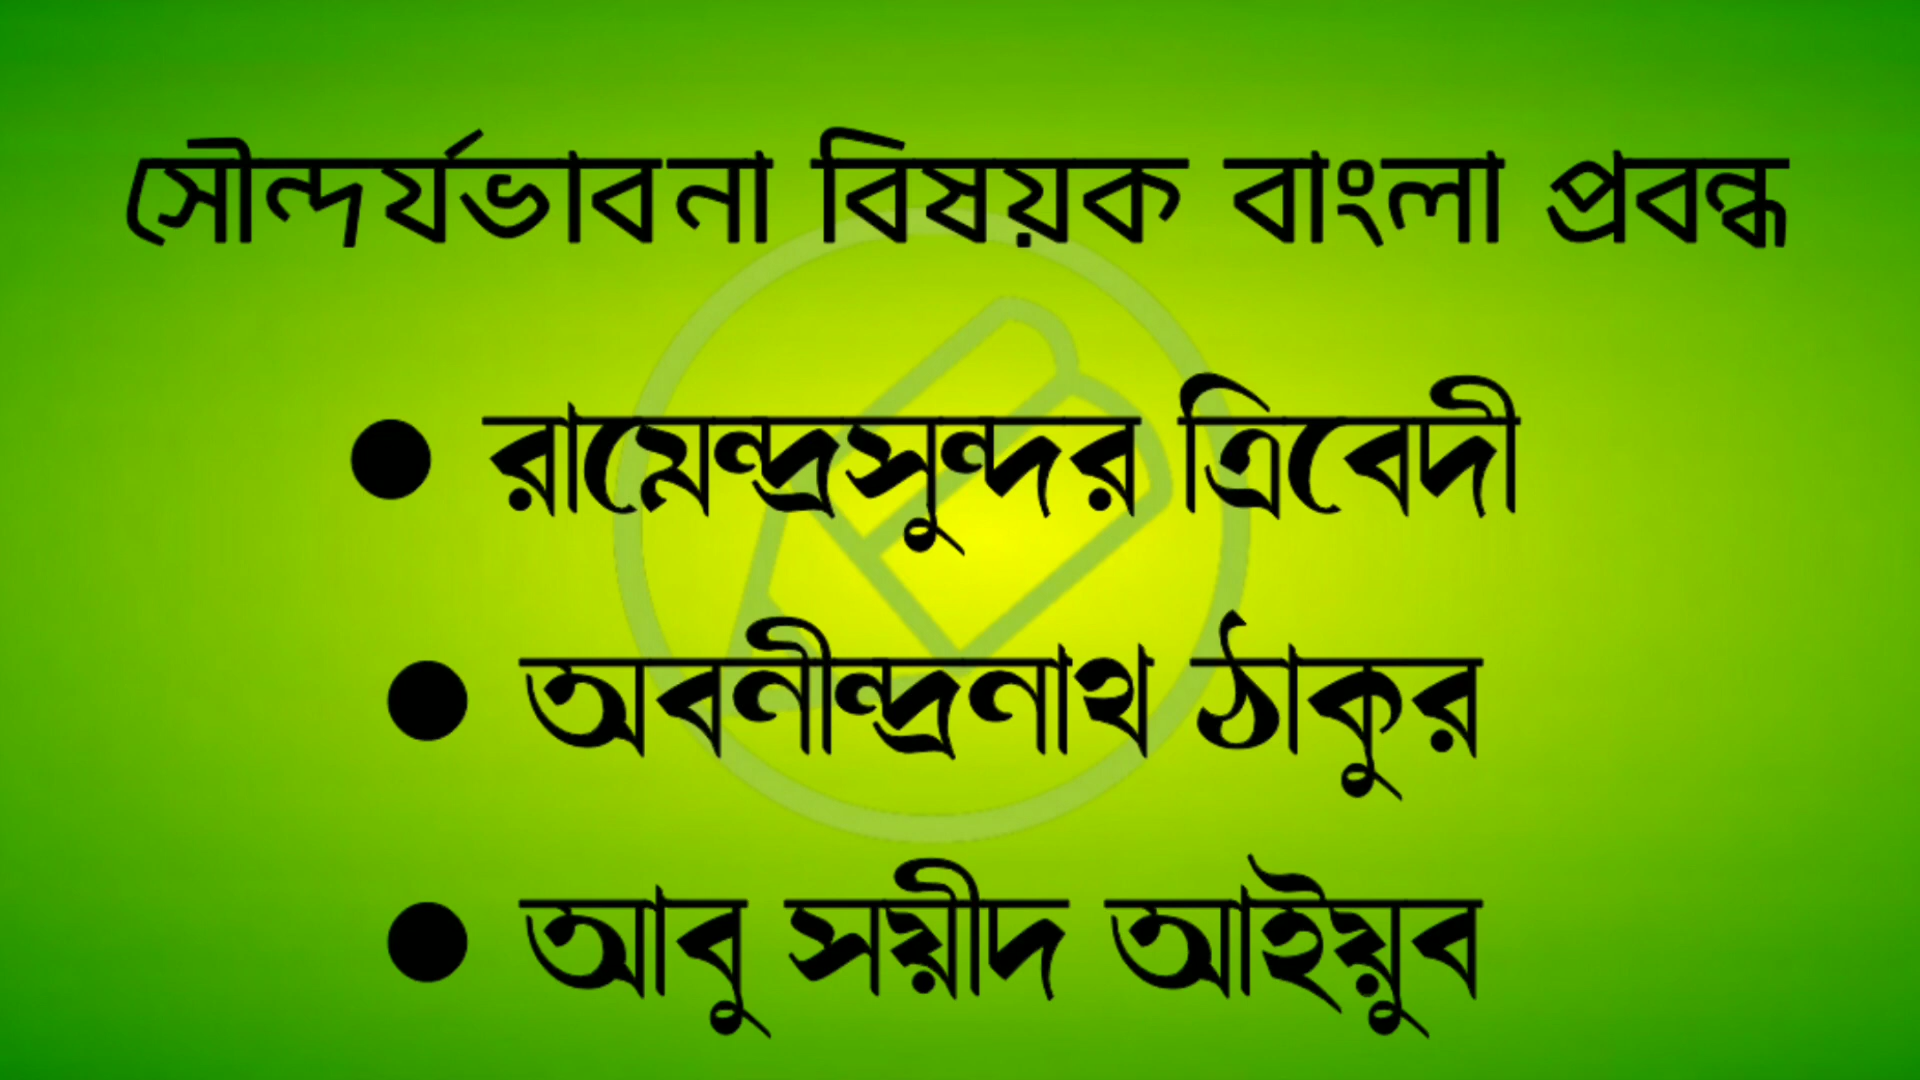 সৌন্দর্যভাবনা বিষয়ক বাংলা প্রবন্ধ
● রামেন্দ্রসুন্দর ত্রিবেদী
● অবনীন্দ্রনাথ ঠাকুর
● আবু সয়ীদ আইয়ুব